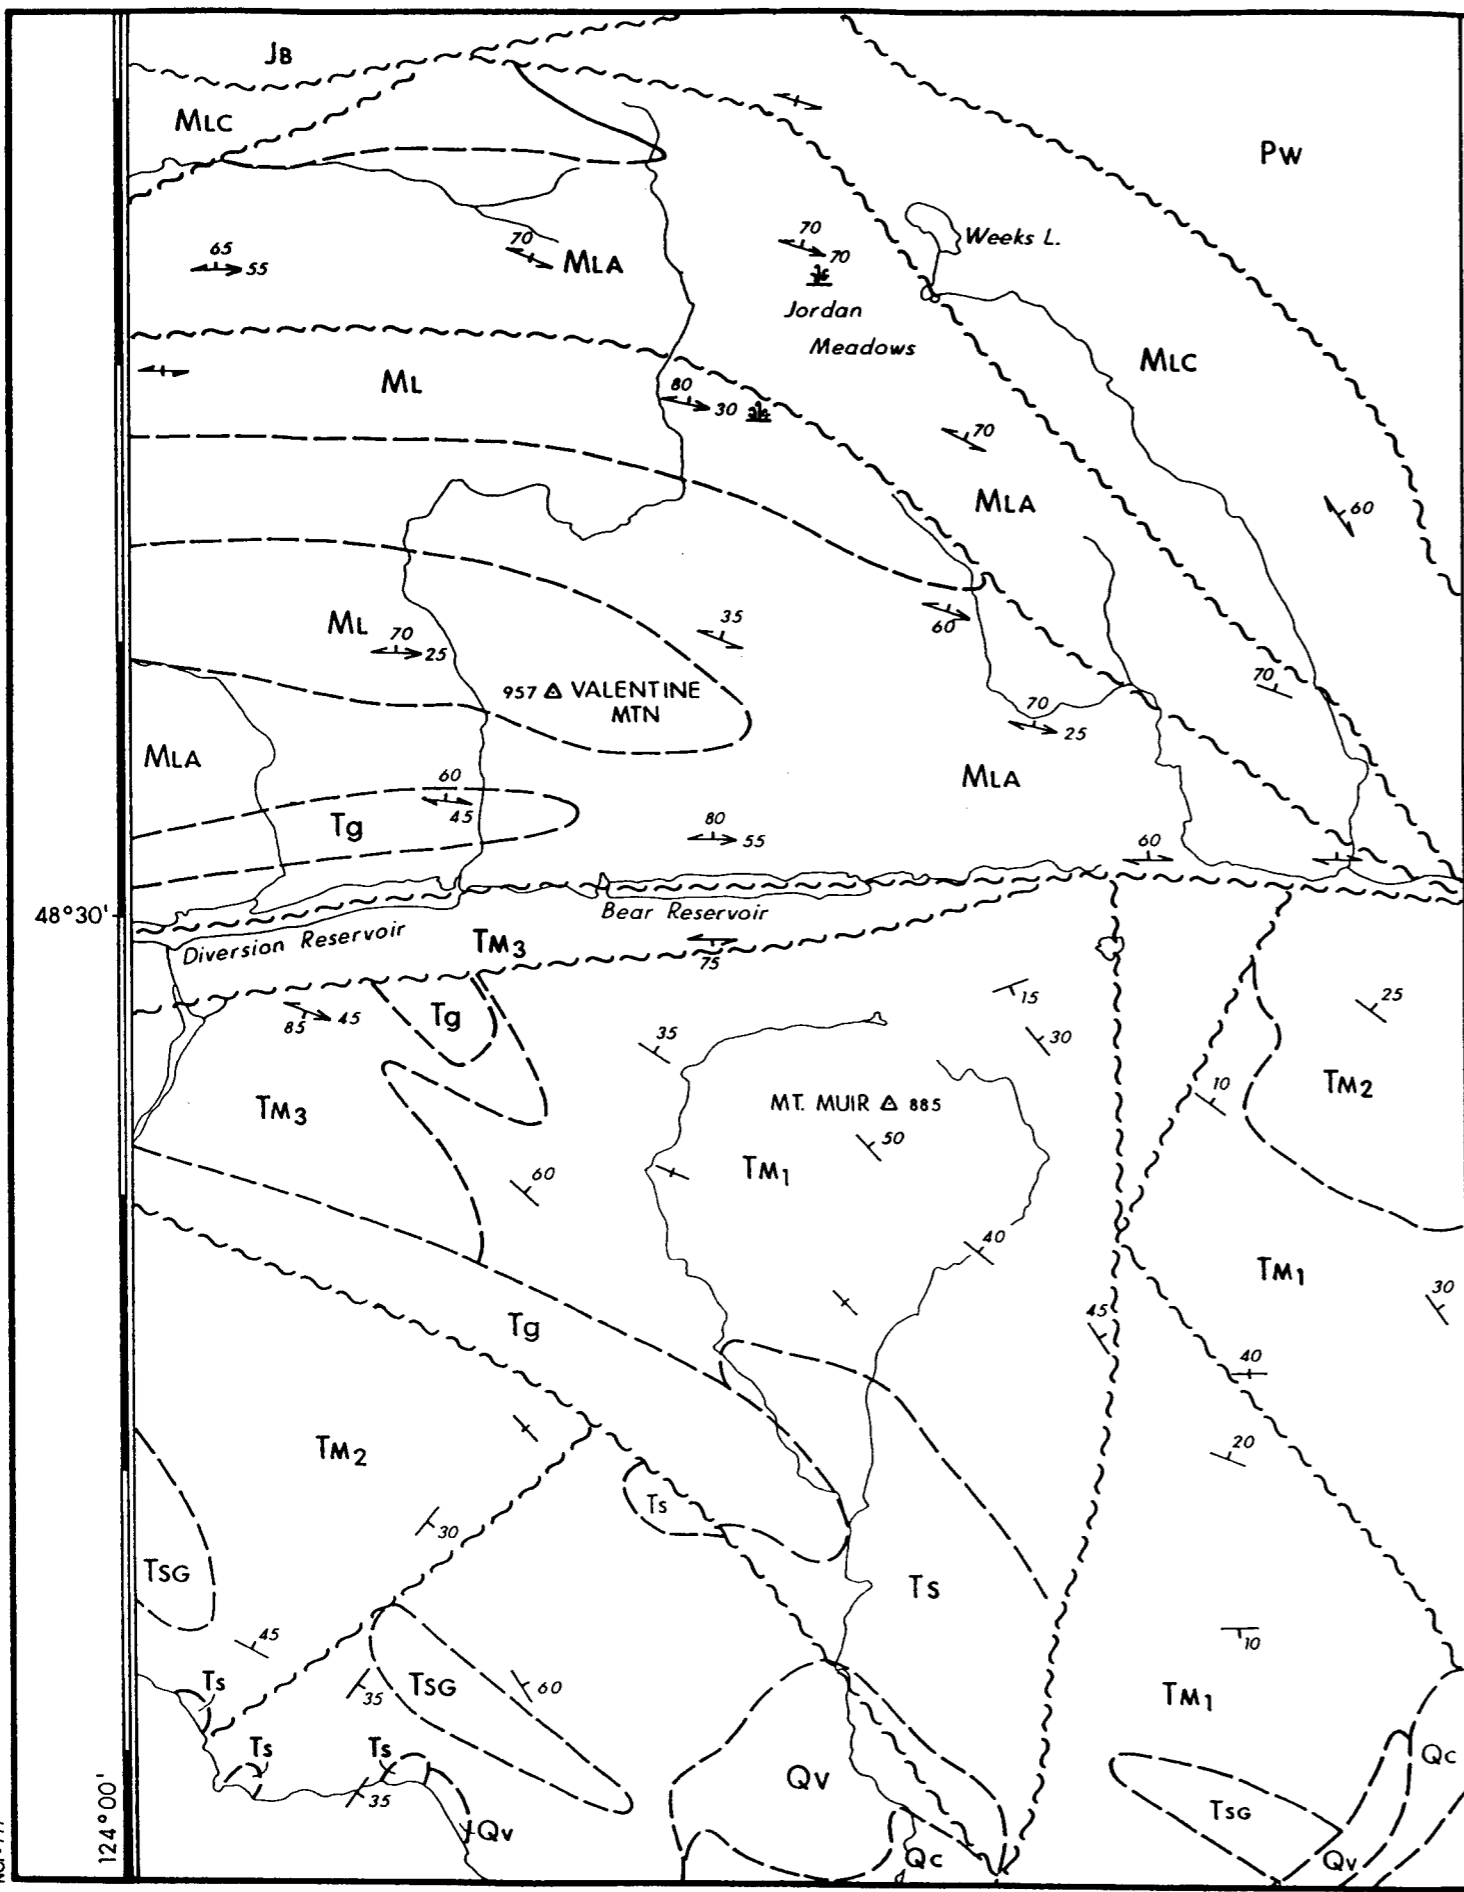 JB
MLC
PW
Weeks L.
65
55
70
MLA
70
70
Jordan
Meadows
ML
MLC
80
30
70
MLA
60
ML
70
25
35
60
957 VALENTINE
MTN
70
70
25
MLA
MLA
60
45
Tg
80
55
60
48°30'
Bear Reservoir
Diversion Reservoir
TM3
75
Tg
85
45
15
25
35
30
TM3
MT. MUIR 885
10
TM2
50
TM1
60
40
TM1
30
Tg
45
40
TM2
20
Ts
30
TSG
Ts
45
10
Ts
35
TSG
60
TM1
Ts
Ts
Qv
Qc
35
Qv
TSG
Qc
Qv
124°00'